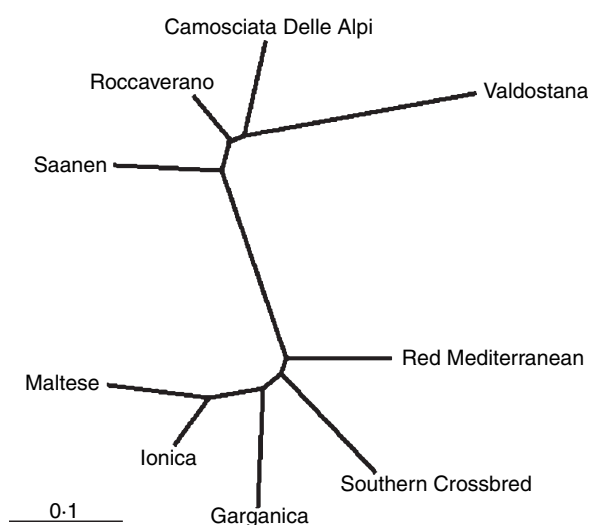 Camosciata Delle Alpi
Roccaverano
Valdostana
Saanen
Red Mediterranean
Maltese
Ionica
Southern Crossbred
0·1
Garganica